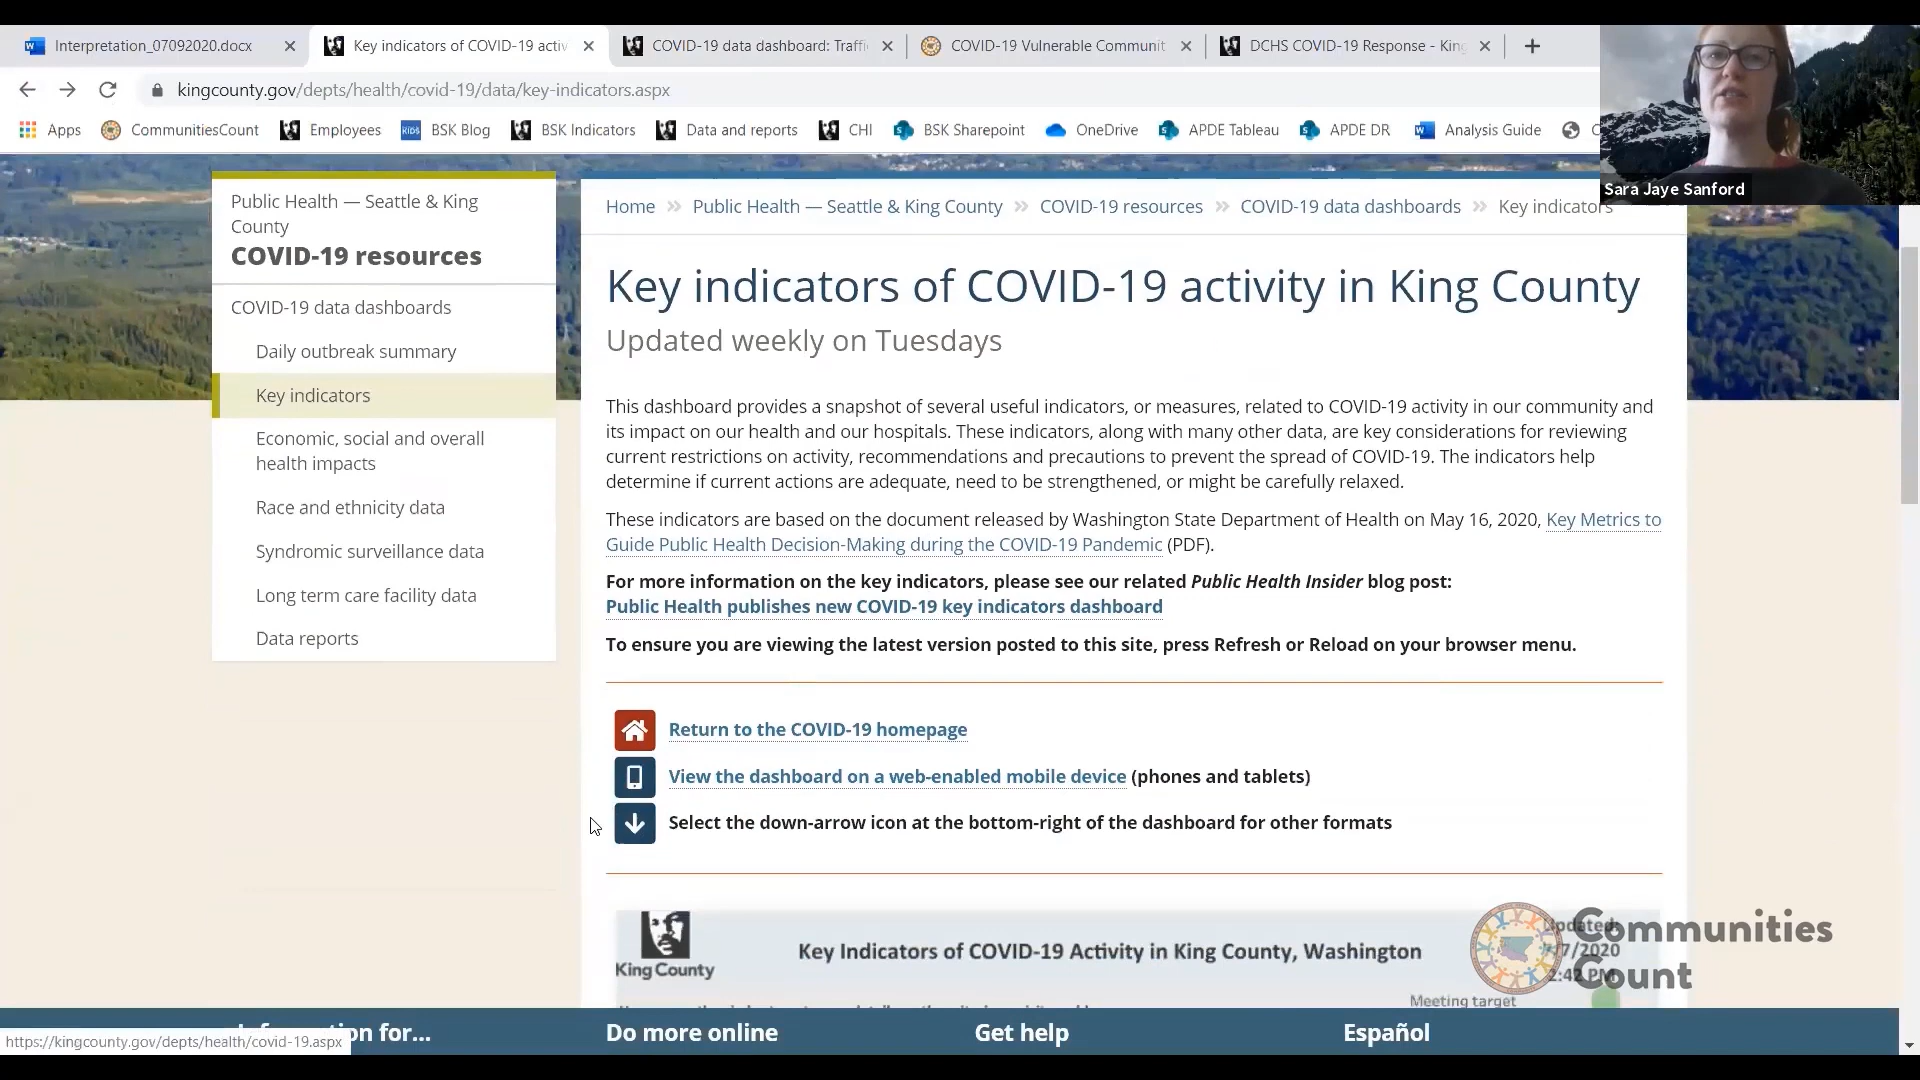 Interpretation_07092020.docx
Key indicators of COVID-19 activ
COVID-19 data dashboard: Traffi
COVID-19 Vulnerable Communit
DCHS COVID-19 Response - King
kingcounty.gov/depts/health/covid-19/data/key-indicators.aspx
Apps
CommunitiesCount
Employees
BSK Blog
BSK Indicators
Data and reports
CHI
BSK Sharepoint
OneDrive
APDE Tableau
APDE DR
Analysis Guide
Sara Jaye Sanford
Public Health — Seattle & King
County
COVID-19 resources
COVID-19 data dashboards
Daily outbreak summary
Key indicators
Economic, social and overall
health impacts
Race and ethnicity data
Syndromic surveillance data
Long term care facility data
Data reports
Home » Public Health — Seattle & King County » COVID-19 resources » COVID-19 data dashboards » Key indicators
Key indicators of COVID-19 activity in King County
Updated weekly on Tuesdays
This dashboard provides a snapshot of several useful indicators, or measures, related to COVID-19 activity in our community and
its impact on our health and our hospitals. These indicators, along with many other data, are key considerations for reviewing
current restrictions on activity, recommendations and precautions to prevent the spread of COVID-19. The indicators help
determine if current actions are adequate, need to be strengthened, or might be carefully relaxed.
These indicators are based on the document released by Washington State Department of Health on May 16, 2020, Key Metrics to
Guide Public Health Decision-Making during the COVID-19 Pandemic (PDF).
For more information on the key indicators, please see our related Public Health Insider blog post:
Public Health publishes new COVID-19 key indicators dashboard
To ensure you are viewing the latest version posted to this site, press Refresh or Reload on your browser menu.
Return to the COVID-19 homepage
View the dashboard on a web-enabled mobile device (phones and tablets)
Select the down-arrow icon at the bottom-right of the dashboard for other formats
King County
Key Indicators of COVID-19 Activity in King County, Washington
Updated:
7/2020
2:42 PM
Communities
Count
Meeting target
Information for...
Do more online
Get help
Español
https://kingcounty.gov/depts/health/covid-19.aspx